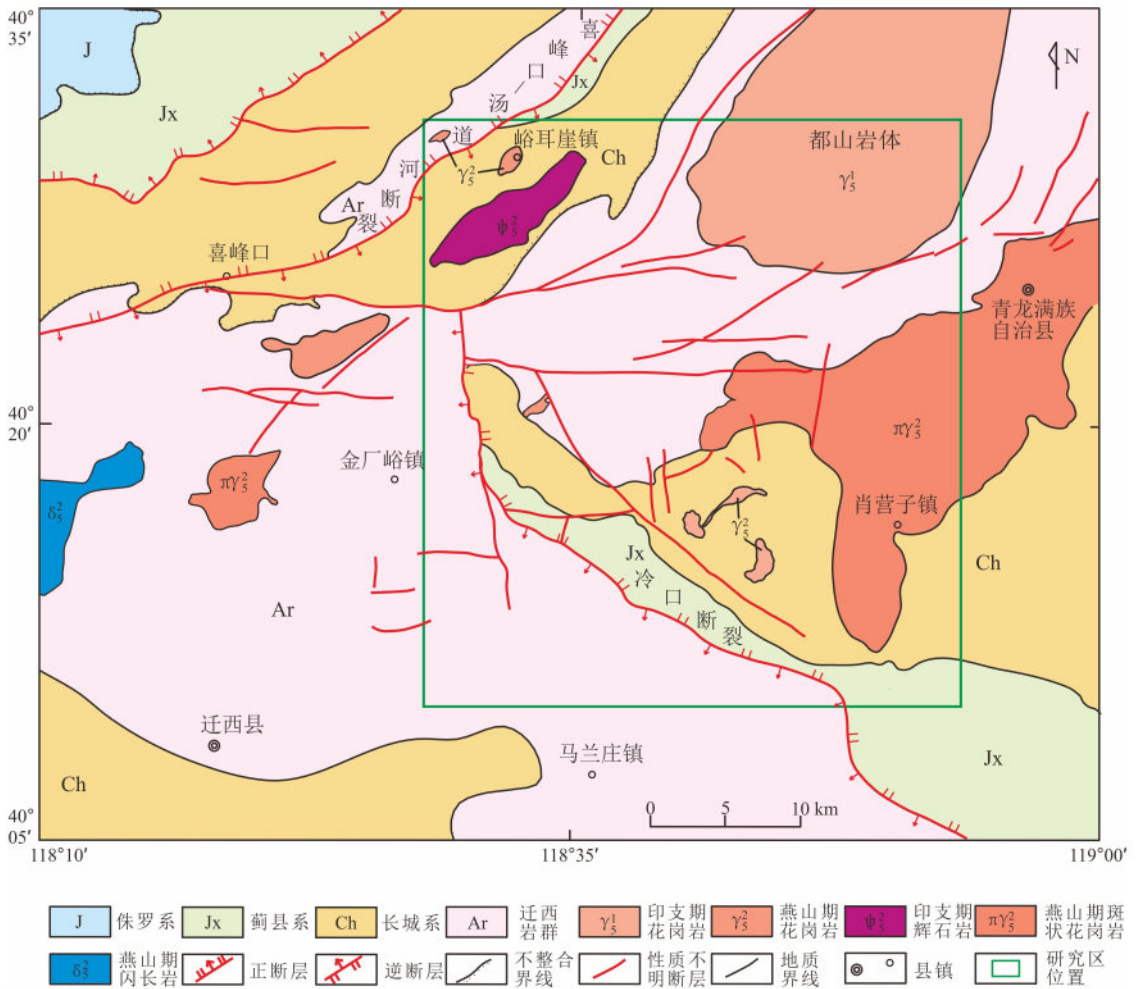 40°
35′
J
Jx
喜
峰
口
汤
道
河
断
裂
Jx
N
峪耳崖镇
γ₅²
Ch
都山岩体
γ₅¹
Ar
ψ₅²
喜峰口
青龙满族
自治县
40°
20′
金厂峪镇
πγ₅²
πγ₅²
δ₅²
肖营子镇
γ₅²
Ch
Jx
冷
口
断
裂
Ar
迁西县
马兰庄镇
Jx
Ch
0 5 10 km
40°
05′
118°10′ 118°35′ 119°00′
J 侏罗系 Jx 蓟县系 Ch 长城系 Ar 迁西岩群 γ₅¹ 印支期花岗岩 γ₅² 燕山期花岗岩 ψ₅² 印支期辉石岩 πγ₅² 燕山期斑状花岗岩
δ₅² 燕山期闪长岩 正断层 逆断层 不整合界线 性质不明断层 地质界线 县镇 研究区位置